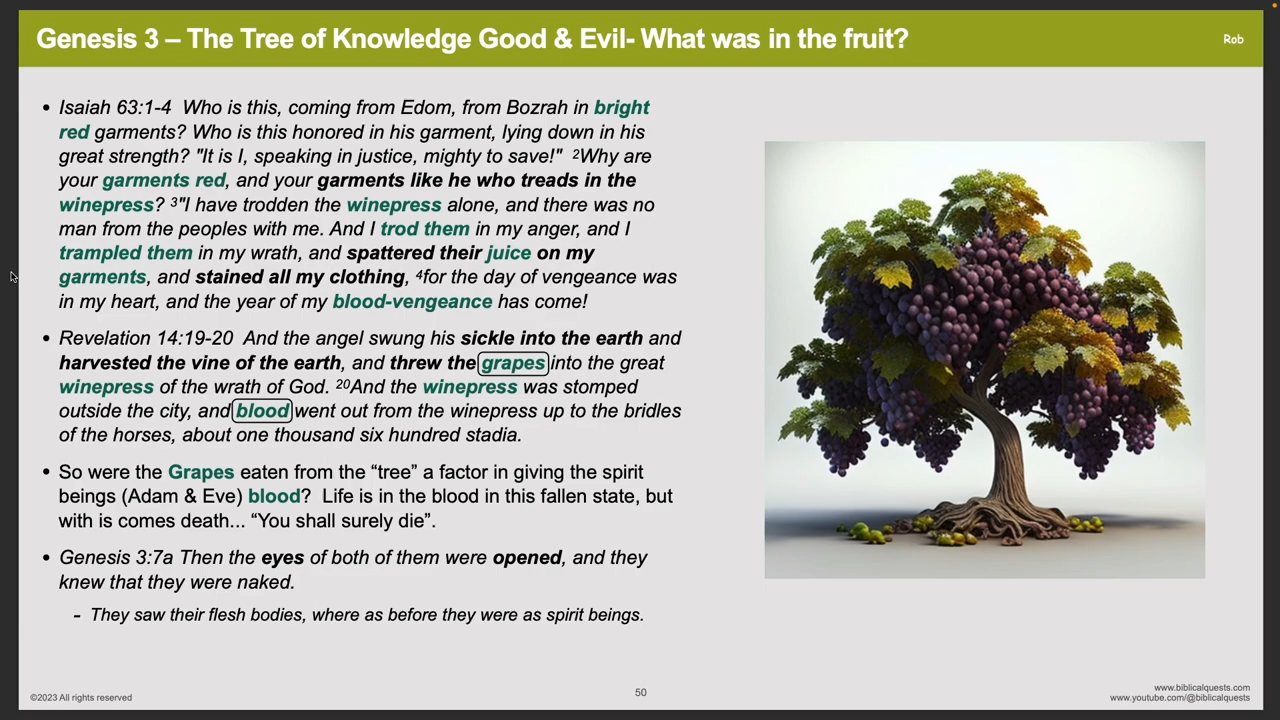 Genesis 3 – The Tree of Knowledge Good & Evil- What was in the fruit?
Rob
• Isaiah 63:1-4  Who is this, coming from Edom, from Bozrah in bright
red garments? Who is this honored in his garment, lying down in his
great strength? "It is I, speaking in justice, mighty to save!"  ²Why are
your garments red, and your garments like he who treads in the
winepress? ³"I have trodden the winepress alone, and there was no
man from the peoples with me. And I trod them in my anger, and I
trampled them in my wrath, and spattered their juice on my
garments, and stained all my clothing, ⁴for the day of vengeance was
in my heart, and the year of my blood-vengeance has come!
• Revelation 14:19-20  And the angel swung his sickle into the earth and
harvested the vine of the earth, and threw the grapes into the great
winepress of the wrath of God. ²⁰And the winepress was stomped
outside the city, and blood went out from the winepress up to the bridles
of the horses, about one thousand six hundred stadia.
• So were the Grapes eaten from the “tree” a factor in giving the spirit
beings (Adam & Eve) blood?  Life is in the blood in this fallen state, but
with is comes death... “You shall surely die”.
• Genesis 3:7a Then the eyes of both of them were opened, and they
knew that they were naked.
- They saw their flesh bodies, where as before they were as spirit beings.
©2023 All rights reserved
50
www.biblicalquests.com
www.youtube.com/@biblicalquests